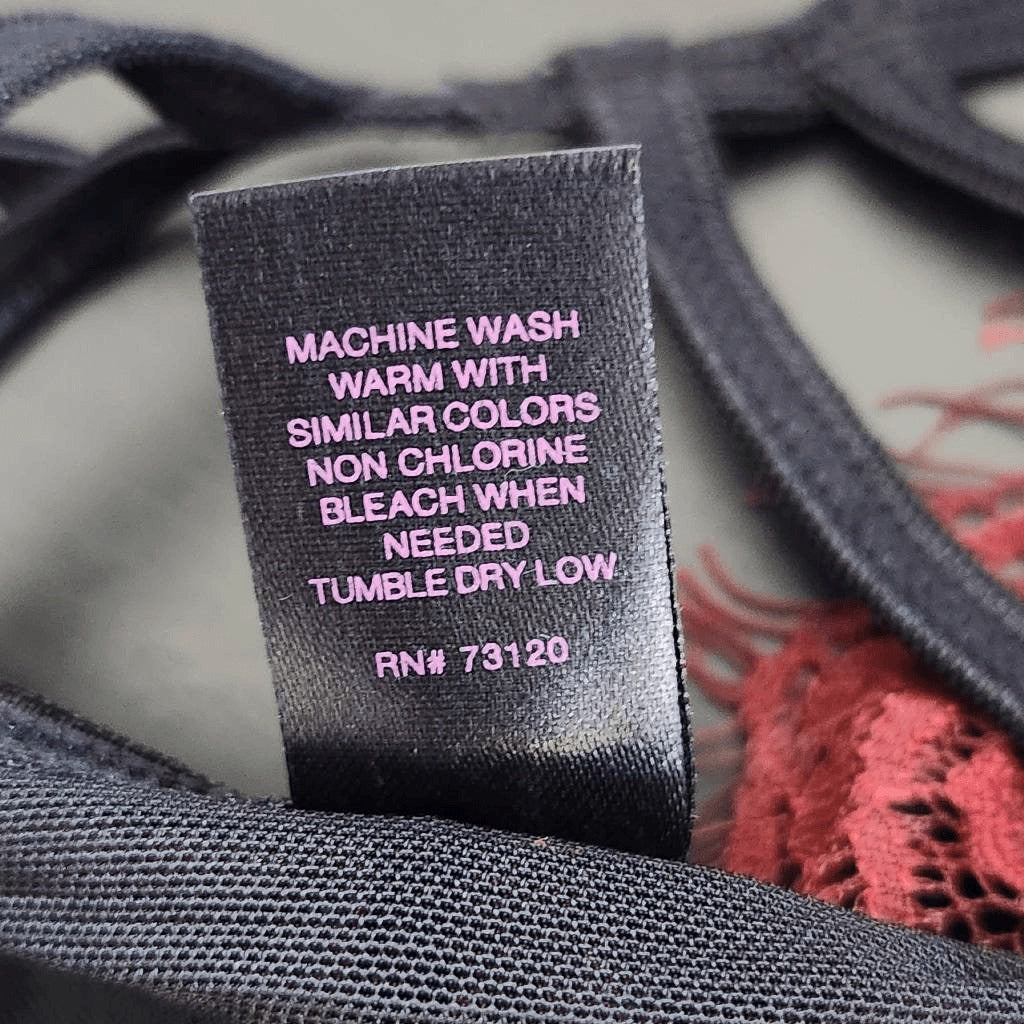 MACHINE WASH
WARM WITH
SIMILAR COLORS
NON CHLORINE
BLEACH WHEN
NEEDED
TUMBLE DRY LOW
RN# 73120